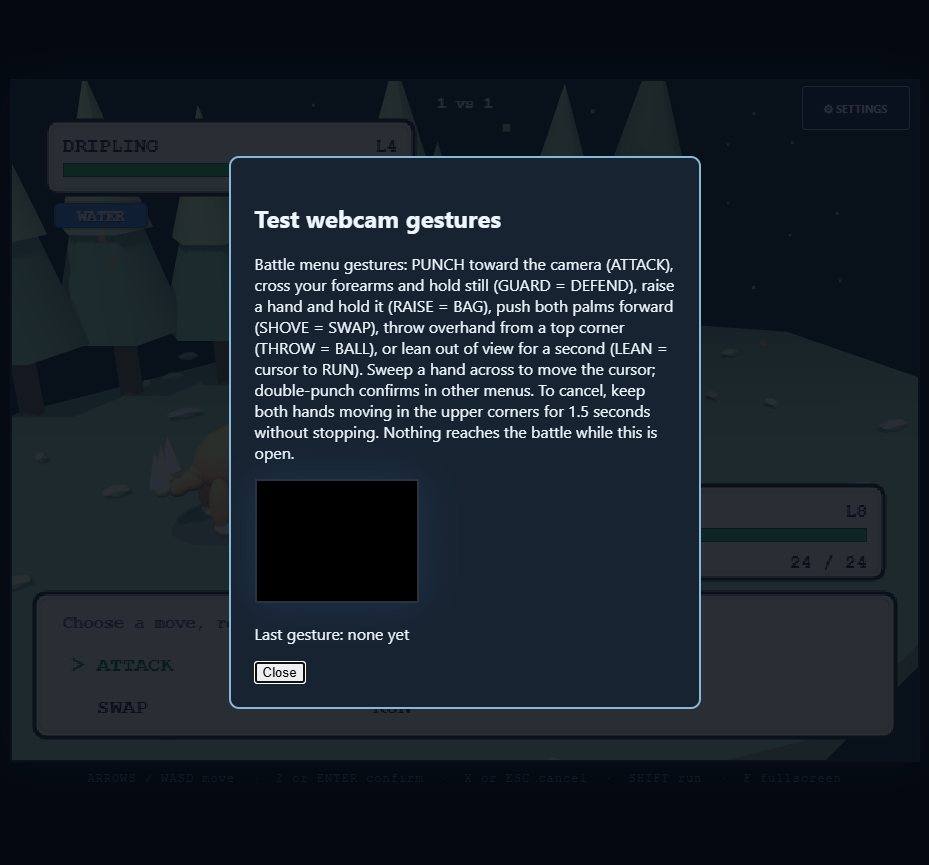 1 vs 1
⚙ SETTINGS
DRIPLING L4
WATER
Test webcam gestures
Battle menu gestures: PUNCH toward the camera (ATTACK),
cross your forearms and hold still (GUARD = DEFEND), raise
a hand and hold it (RAISE = BAG), push both palms forward
(SHOVE = SWAP), throw overhand from a top corner
(THROW = BALL), or lean out of view for a second (LEAN =
cursor to RUN). Sweep a hand across to move the cursor;
double-punch confirms in other menus. To cancel, keep
both hands moving in the upper corners for 1.5 seconds
without stopping. Nothing reaches the battle while this is
open.
L8
24 / 24
Last gesture: none yet
Close
Choose a move,
> ATTACK
SWAP RUN
ARROWS / WASD move · Z or ENTER confirm · X or ESC cancel · SHIFT run · F fullscreen